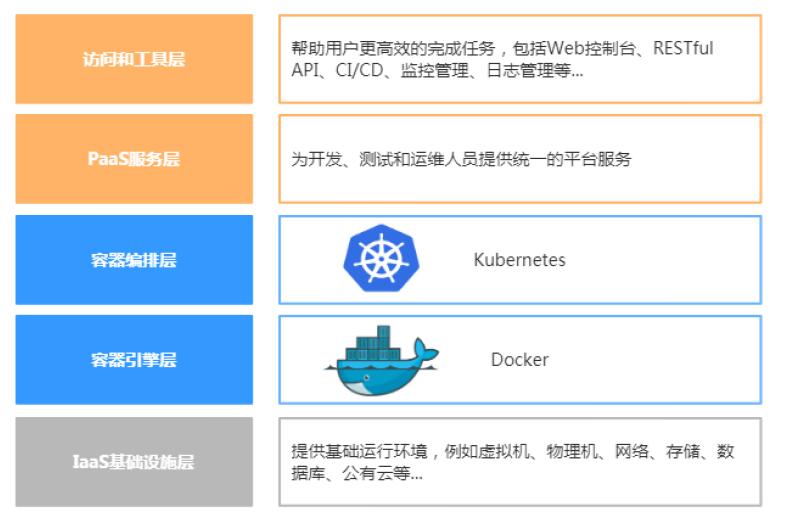 访问和工具层
帮助用户更高效的完成任务，包括Web控制台、RESTful
API、CI/CD、监控管理、日志管理等...
PaaS服务层
为开发、测试和运维人员提供统一的平台服务
容器编排层
Kubernetes
容器引擎层
Docker
IaaS基础设施层
提供基础运行环境，例如虚拟机、物理机、网络、存储、数
据库、公有云等...